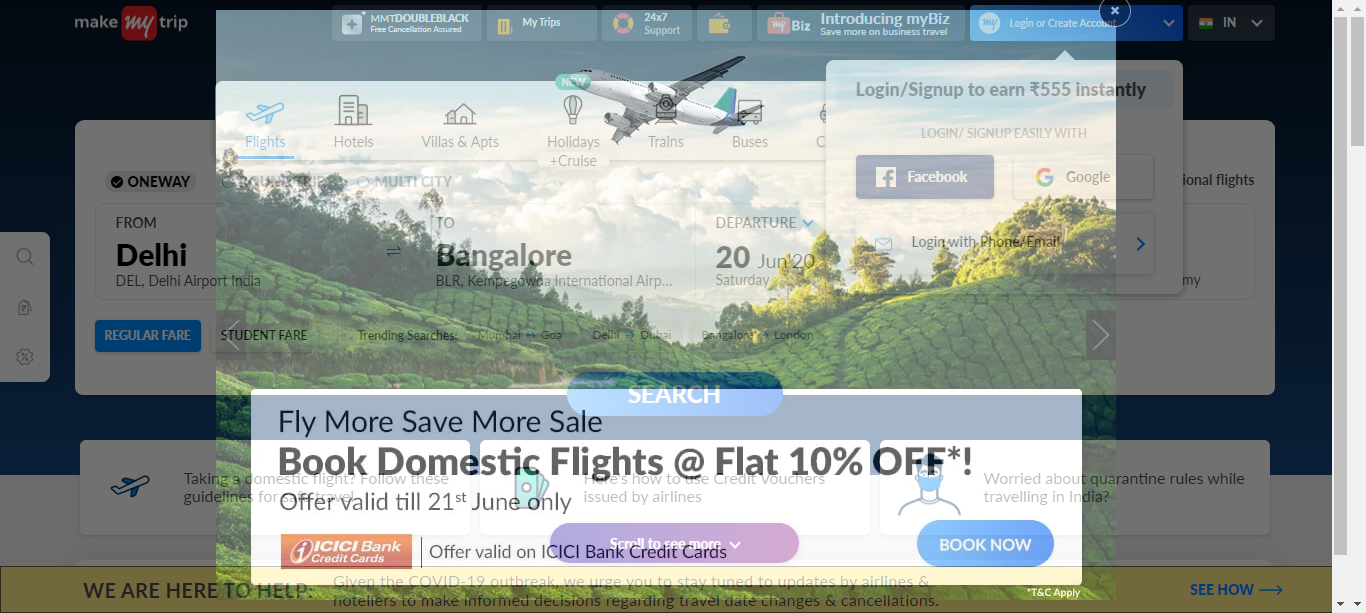 make my trip
MMTDOUBLEBLACK
Free Cancellation Assured
My Trips
24x7
Support
my Biz
Introducing myBiz
Save more on business travel
my
Login or Create Account
IN
Login/Signup to earn ₹555 instantly
LOGIN/ SIGNUP EASILY WITH
Facebook
Google
Login with Phone/Email
NEW
Flights
Hotels
Villas & Apts
Holidays
+Cruise
Trains
Buses
C
ONEWAY
ROUND TRIP
MULTI CITY
ional flights
FROM
Delhi
DEL, Delhi Airport India
TO
Bangalore
BLR, Kempegowda International Airp...
DEPARTURE
20 Jun'20
Saturday
my
REGULAR FARE
STUDENT FARE
Trending Searches:
Mumbai → Goa
Delhi → Dubai
Bangalore → London
SEARCH
Fly More Save More Sale
Book Domestic Flights @ Flat 10% OFF*!
Offer valid till 21st June only
ICICI Bank
Credit Cards
Offer valid on ICICI Bank Credit Cards
BOOK NOW
*T&C Apply
Taking a domestic flight? Follow these
guidelines for safe travel
Here's how to use Credit Vouchers
issued by airlines
Worried about quarantine rules while
travelling in India?
Scroll to see more
WE ARE HERE TO HELP:
Given the COVID-19 outbreak, we urge you to stay tuned to updates by airlines &
hoteliers to make informed decisions regarding travel date changes & cancellations.
SEE HOW